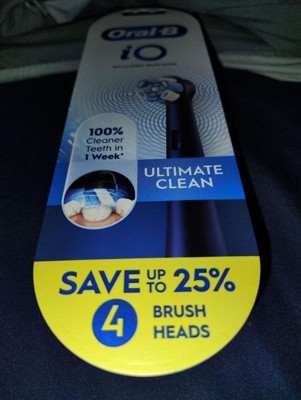 Oral-B
iO
100%
Cleaner
Teeth in
1 Week*
ULTIMATE
CLEAN
SAVE UP TO 25%
4 BRUSH
HEADS